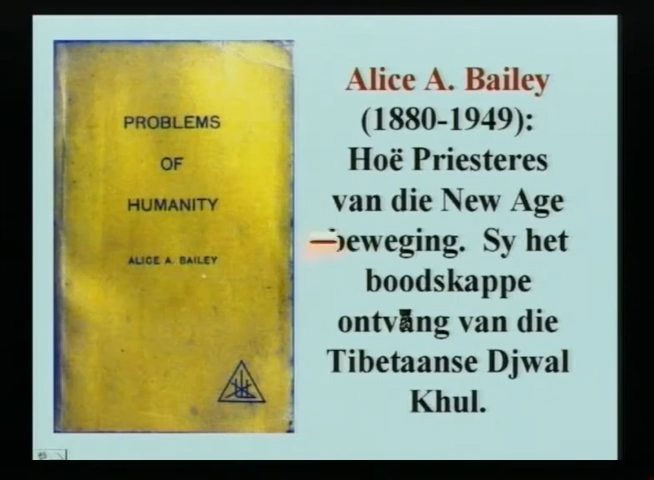 PROBLEMS
OF
HUMANITY
ALICE A. BAILEY
Alice A. Bailey
(1880-1949):
Hoë Priesteres
van die New Age
beweging. Sy het
boodskappe
ontvang van die
Tibetaanse Djwal
Khul.